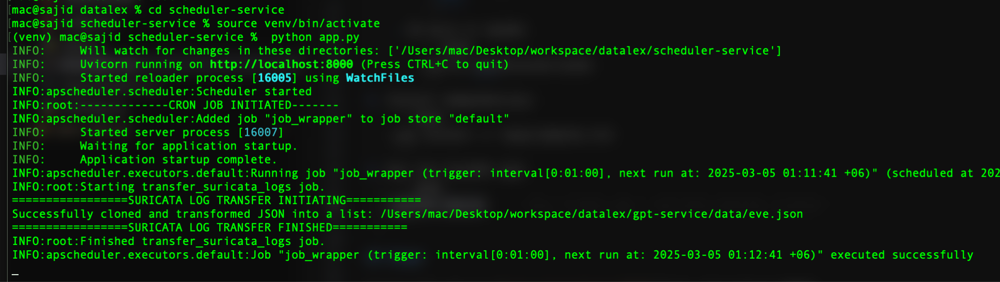 [mac@sajid datalex % cd scheduler-service
[mac@sajid scheduler-service % source venv/bin/activate
[(venv) mac@sajid scheduler-service %  python app.py
INFO:     Will watch for changes in these directories: ['/Users/mac/Desktop/workspace/datalex/scheduler-service']
INFO:     Uvicorn running on http://localhost:8000 (Press CTRL+C to quit)
INFO:     Started reloader process [16005] using WatchFiles
INFO:apscheduler.scheduler:Scheduler started
INFO:root:-------------CRON JOB INITIATED-------
INFO:apscheduler.scheduler:Added job "job_wrapper" to job store "default"
INFO:     Started server process [16007]
INFO:     Waiting for application startup.
INFO:     Application startup complete.
INFO:apscheduler.executors.default:Running job "job_wrapper (trigger: interval[0:01:00], next run at: 2025-03-05 01:11:41 +06)" (scheduled at 202
INFO:root:Starting transfer_suricata_logs job.
=================SURICATA LOG TRANSFER INITIATING===========
Successfully cloned and transformed JSON into a list: /Users/mac/Desktop/workspace/datalex/gpt-service/data/eve.json
=================SURICATA LOG TRANSFER FINISHED===========
INFO:root:Finished transfer_suricata_logs job.
INFO:apscheduler.executors.default:Job "job_wrapper (trigger: interval[0:01:00], next run at: 2025-03-05 01:12:41 +06)" executed successfully